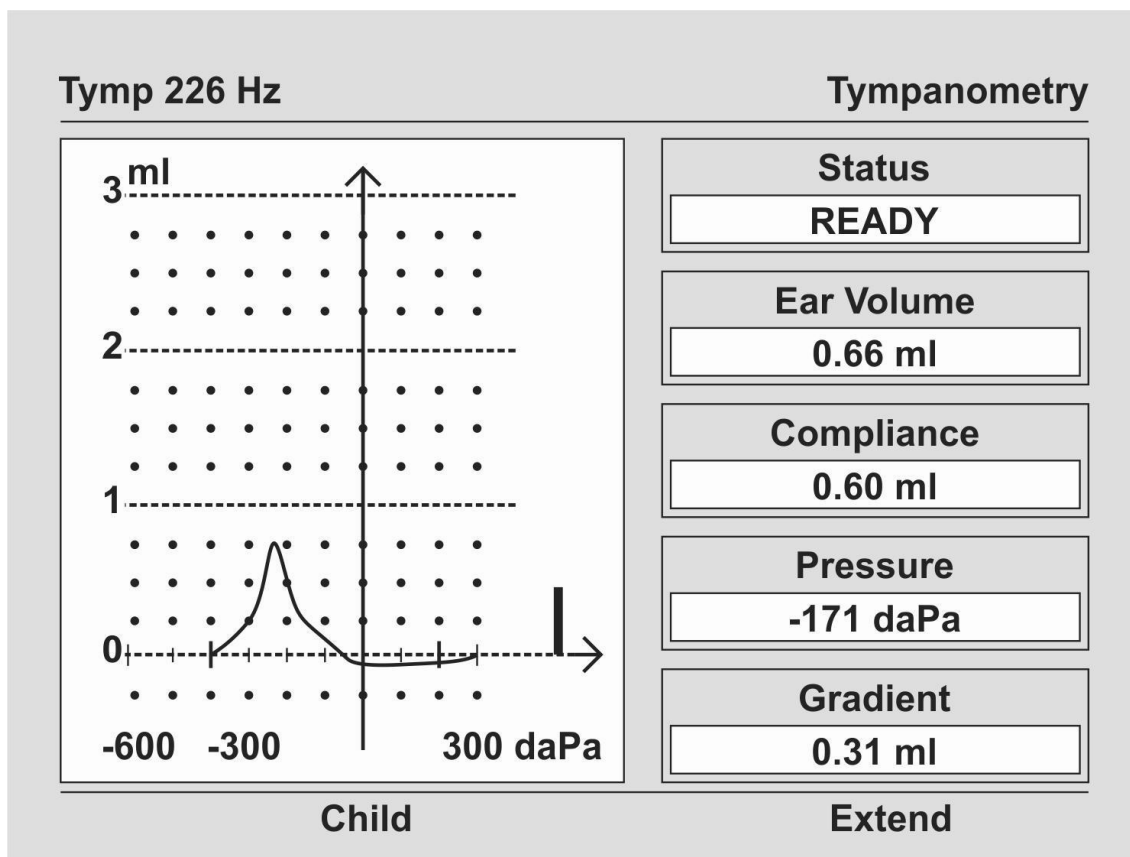 Tymp 226 Hz
Tympanometry
ml
3
2
1
0
-600
-300
300 daPa
Status
READY
Ear Volume
0.66 ml
Compliance
0.60 ml
Pressure
-171 daPa
Gradient
0.31 ml
Child
Extend